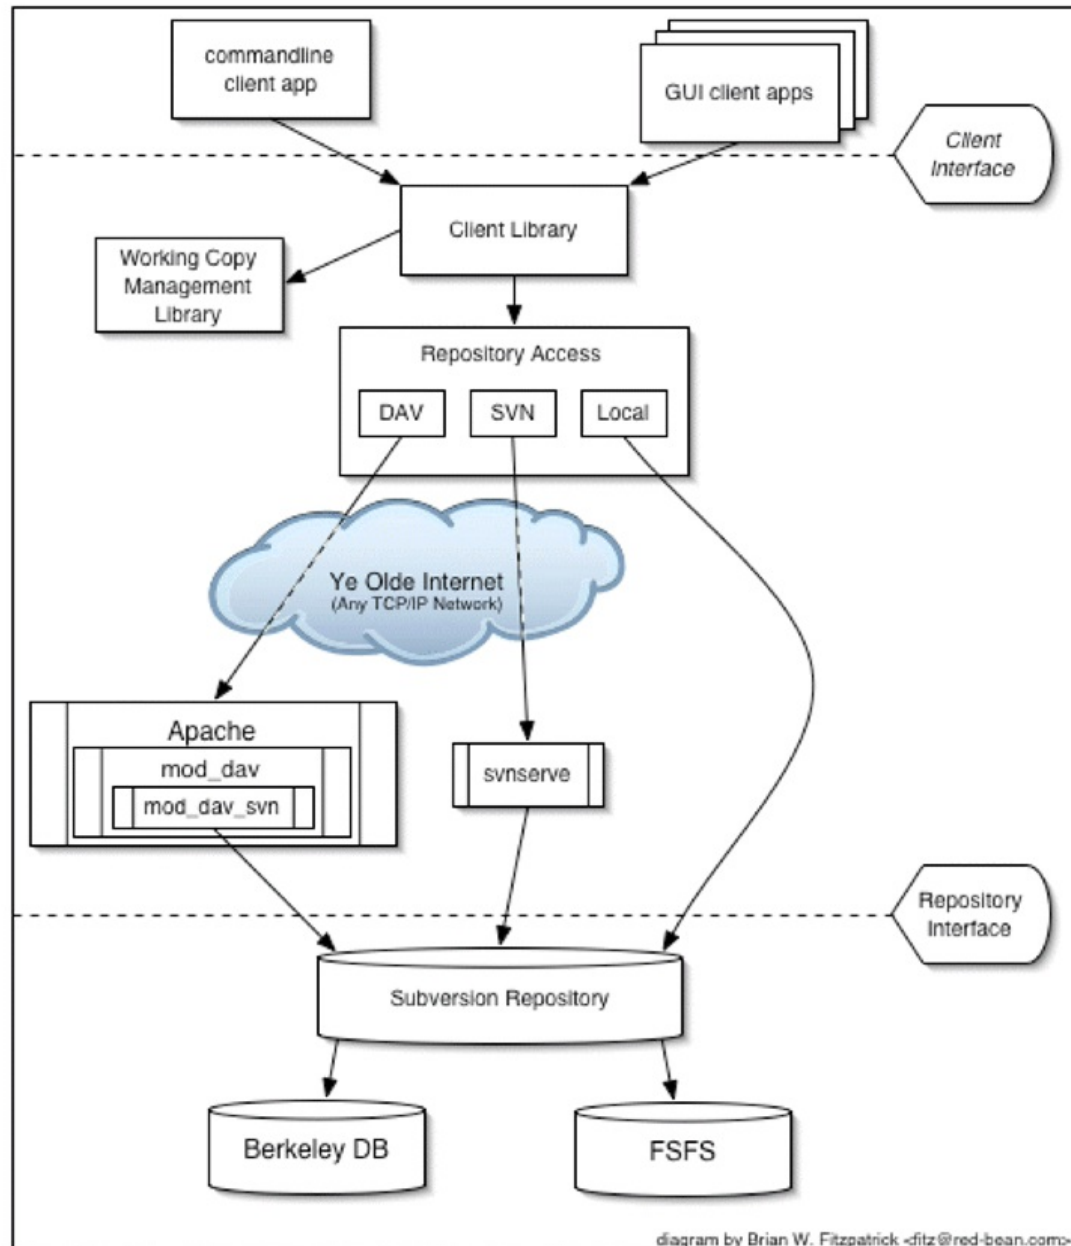 commandline
client app
GUI client apps
Client
Interface
Client Library
Working Copy
Management
Library
Repository Access
DAV
SVN
Local
Ye Olde Internet
(Any TCP/IP Network)
Apache
mod_dav
mod_dav_svn
svnserve
Repository
Interface
Subversion Repository
Berkeley DB
FSFS
diagram by Brian W. Fitzpatrick <fitz@red-bean.com>